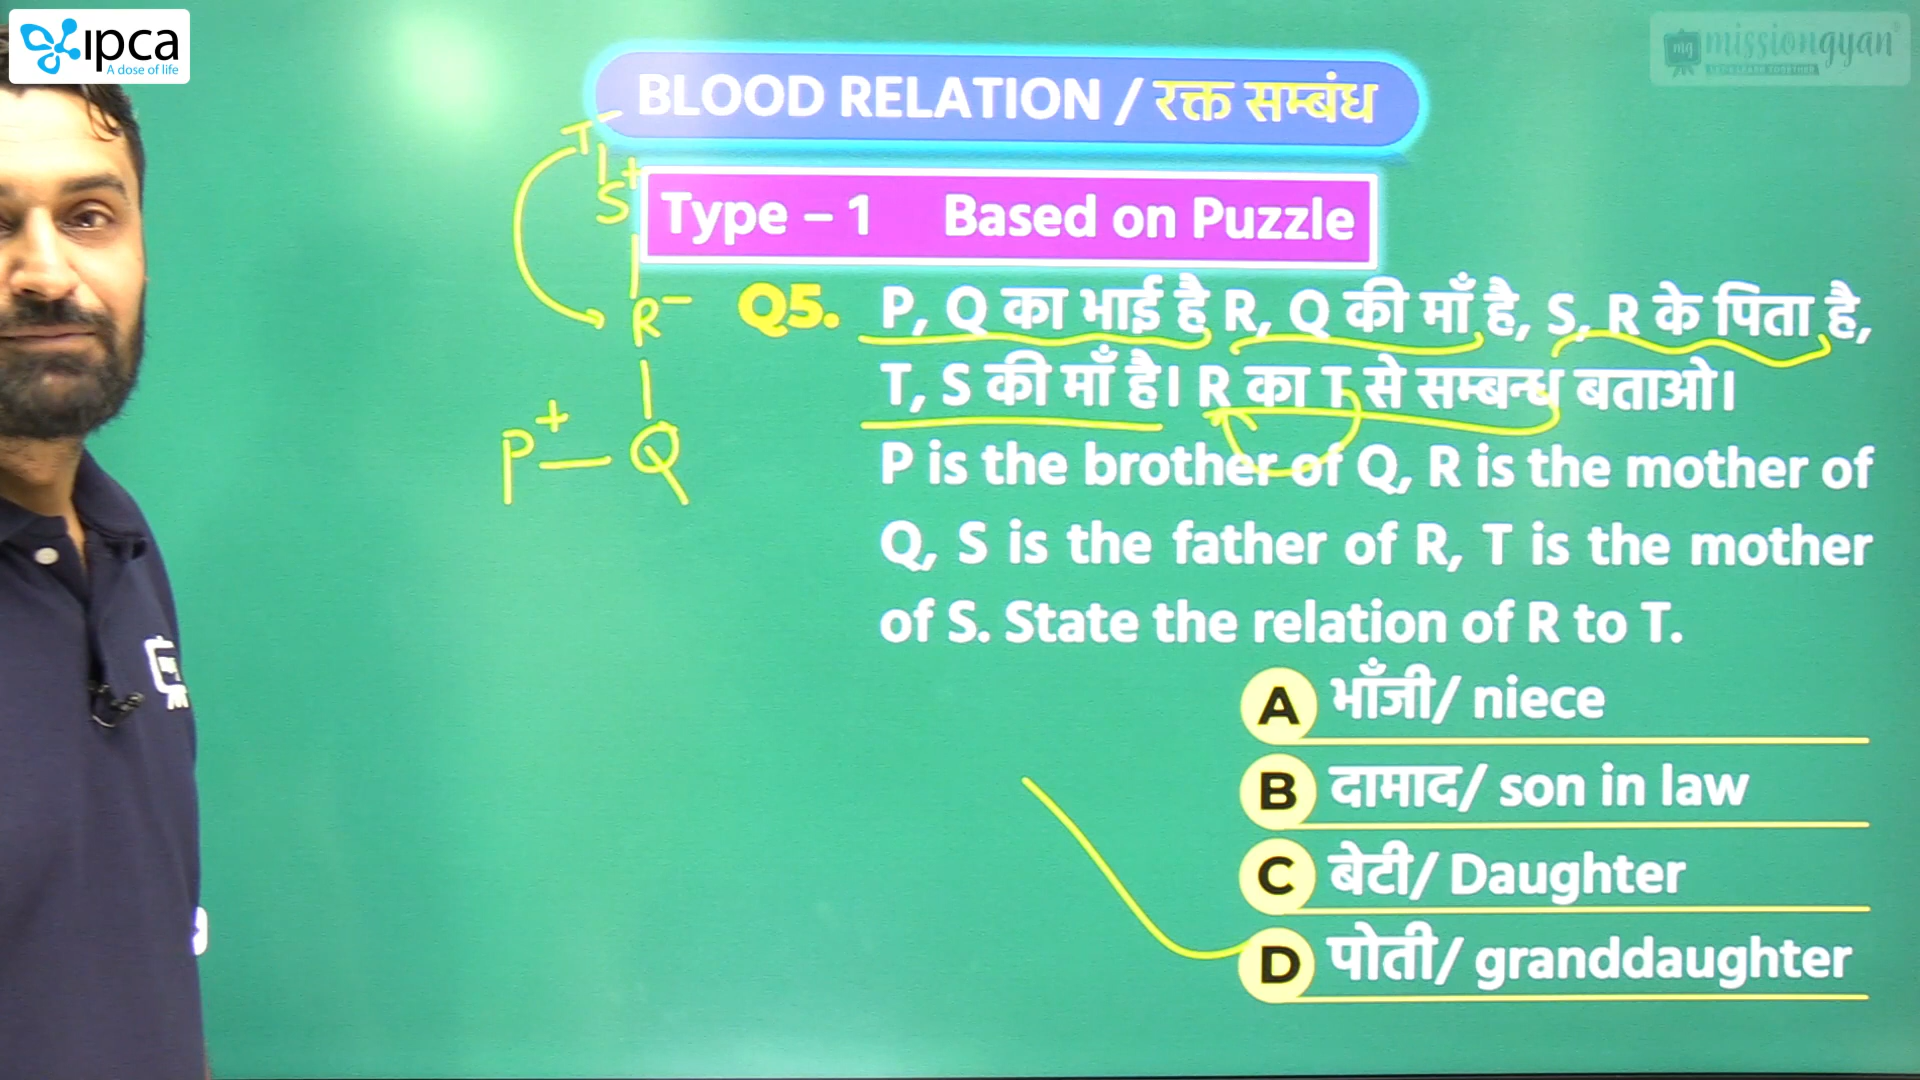 ipca
A dose of life
missiongyan
BLOOD RELATION / रक्त सम्बंध
Type – 1 Based on Puzzle
T –
S +
R –
P + — Q
Q5. P, Q का भाई है R, Q की माँ है, S, R के पिता है,
T, S की माँ है। R का T से सम्बन्ध बताओ।
P is the brother of Q, R is the mother of
Q, S is the father of R, T is the mother
of S. State the relation of R to T.
A भाँजी/ niece
B दामाद/ son in law
C बेटी/ Daughter
D पोती/ granddaughter